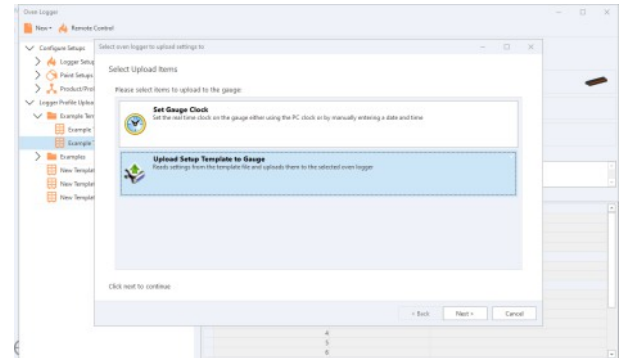 Oven Logger
New Remote Control
Configure Setups
Logger Setup
Paint Setups
Product/Prol
Logger Profile Uploa
Example Ten
Example
Example
Examples
New Templat
New Templat
New Templat
Select oven logger to upload settings to
Select Upload Items
Please select items to upload to the gauge:
Set Gauge Clock
Set the real time clock on the gauge either using the PC clock or by manually entering a date and time
Upload Setup Template to Gauge
Reads settings from the template file and uploads them to the selected oven logger
Click next to continue
< Back Next > Cancel
4
5
6